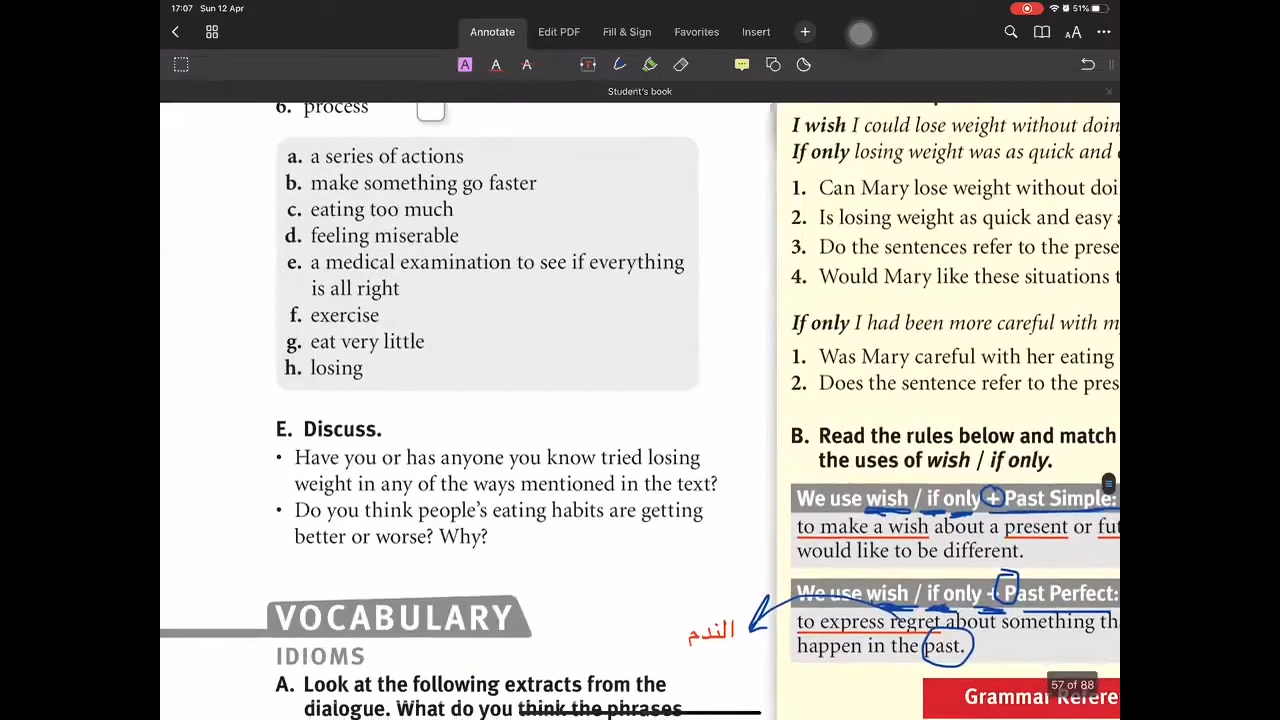 17:07 Sun 12 Apr
51%
Annotate Edit PDF Fill & Sign Favorites Insert
Student's book
6. process
a. a series of actions
b. make something go faster
c. eating too much
d. feeling miserable
e. a medical examination to see if everything
is all right
f. exercise
g. eat very little
h. losing
E. Discuss.
• Have you or has anyone you know tried losing
weight in any of the ways mentioned in the text?
• Do you think people's eating habits are getting
better or worse? Why?
VOCABULARY
IDIOMS
A. Look at the following extracts from the
dialogue. What do you think the phrases
I wish I could lose weight without doin
If only losing weight was as quick and
1. Can Mary lose weight without doi
2. Is losing weight as quick and easy
3. Do the sentences refer to the prese
4. Would Mary like these situations t
If only I had been more careful with m
1. Was Mary careful with her eating
2. Does the sentence refer to the pres
B. Read the rules below and match
the uses of wish / if only.
We use wish / if only + Past Simple:
to make a wish about a present or fut
would like to be different.
We use wish / if only + Past Perfect:
to express regret about something tha
happen in the past.
الندم
57 of 88
Grammar Refere